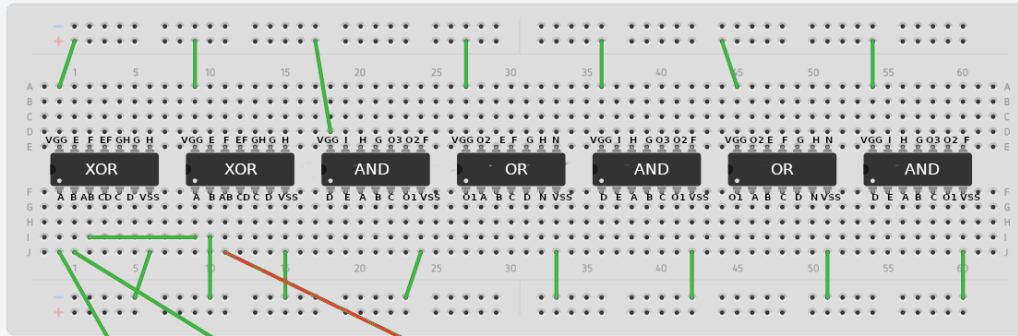 −
+
1 5 10 15 20 25 30 35 40 45 50 55 60
A A
B B
C C
D D
VGG E F EF GH G H VGG E F EF GH G H VGG I H G O3 O2 F VGG O2 E F G H N VGG I H G O3 O2 F VGG O2 E F G H N VGG I H G O3 O2 F
E E
XOR XOR AND OR AND OR AND
F F
A B AB CD C D VSS A B AB CD C D VSS D E A B C O1 VSS O1 A B C D N VSS D E A B C O1 VSS O1 A B C D N VSS D E A B C O1 VSS
G G
H H
I I
J J
1 5 10 15 20 25 30 35 40 45 50 55 60
−
+